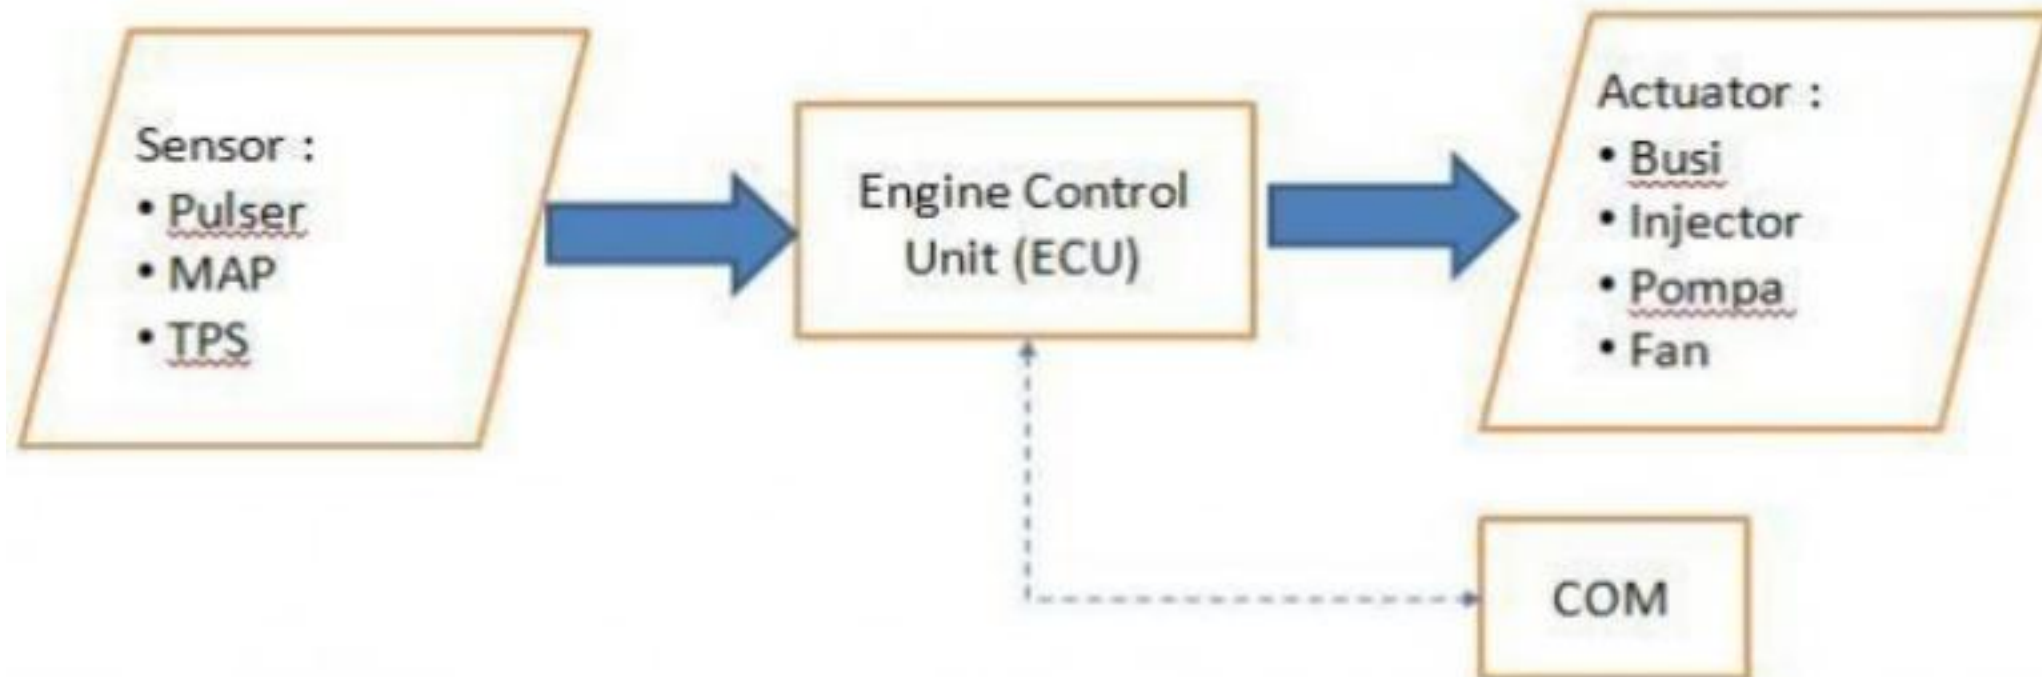 Sensor :
• Pulser
• MAP
• TPS
Engine Control
Unit (ECU)
Actuator :
• Busi
• Injector
• Pompa
• Fan
COM